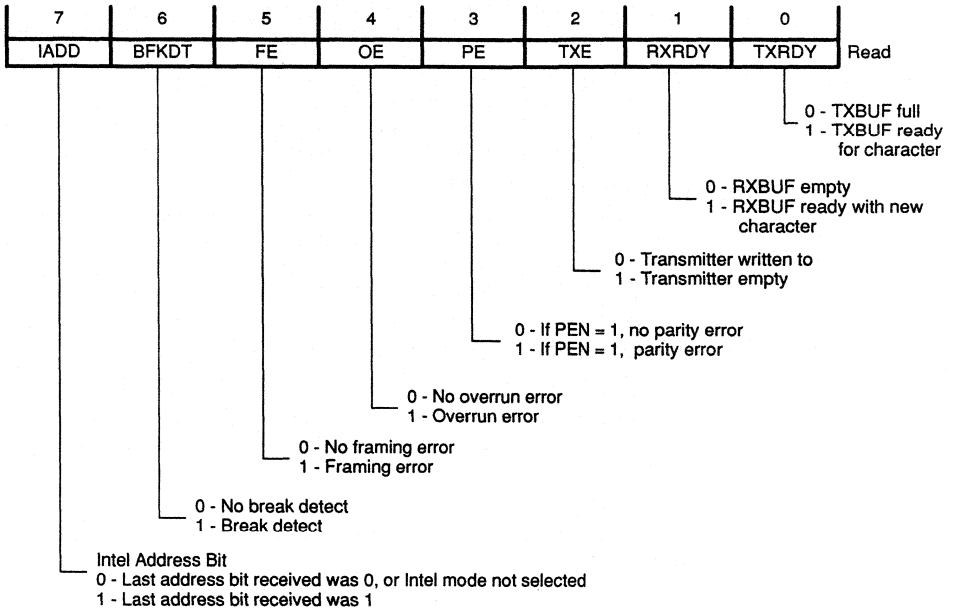 7 6 5 4 3 2 1 0
IADD BFKDT FE OE PE TXE RXRDY TXRDY Read
0 - TXBUF full
1 - TXBUF ready
for character
0 - RXBUF empty
1 - RXBUF ready with new
character
0 - Transmitter written to
1 - Transmitter empty
0 - If PEN = 1, no parity error
1 - If PEN = 1, parity error
0 - No overrun error
1 - Overrun error
0 - No framing error
1 - Framing error
0 - No break detect
1 - Break detect
Intel Address Bit
0 - Last address bit received was 0, or Intel mode not selected
1 - Last address bit received was 1